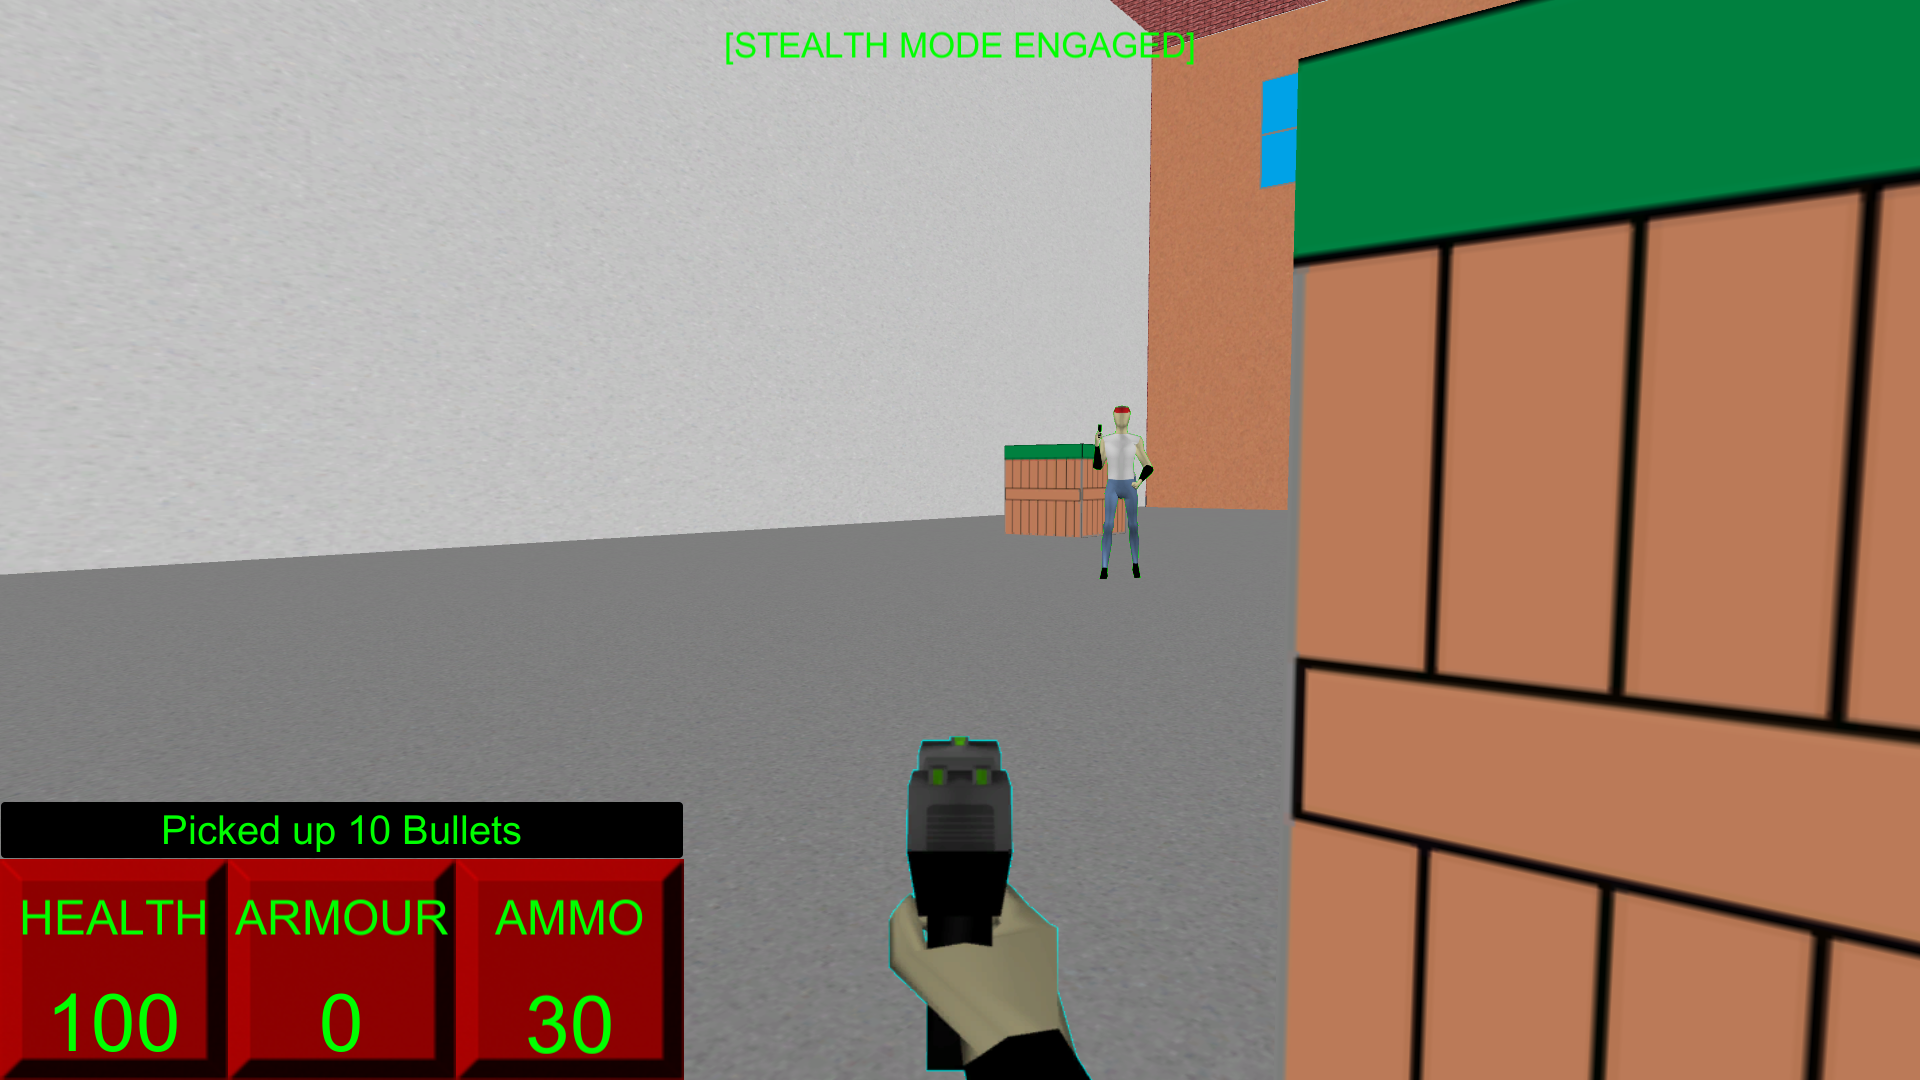 [STEALTH MODE ENGAGED]
Picked up 10 Bullets
HEALTH ARMOUR AMMO
100 0 30